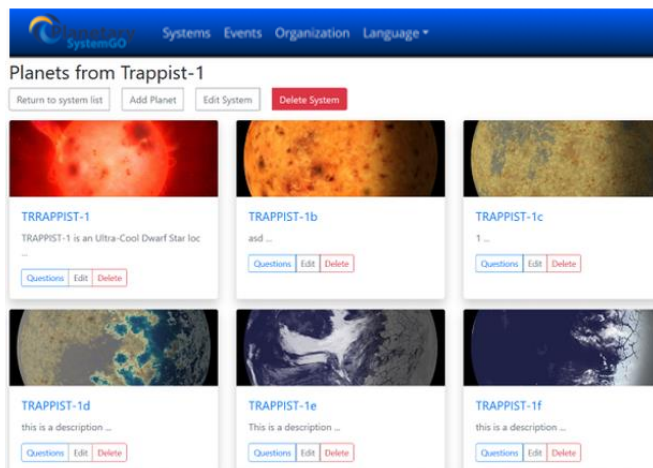 Planetary
SystemGO
Systems Events Organization Language
Planets from Trappist-1
Return to system list Add Planet Edit System Delete System
TRRAPPIST-1 TRAPPIST-1b TRAPPIST-1c
TRAPPIST-1 is an Ultra-Cool Dwarf Star loc asd ... 1 ...
...
Questions Edit Delete Questions Edit Delete Questions Edit Delete
TRAPPIST-1d TRAPPIST-1e TRAPPIST-1f
this is a description ... This is a description ... this is a description ...
Questions Edit Delete Questions Edit Delete Questions Edit Delete